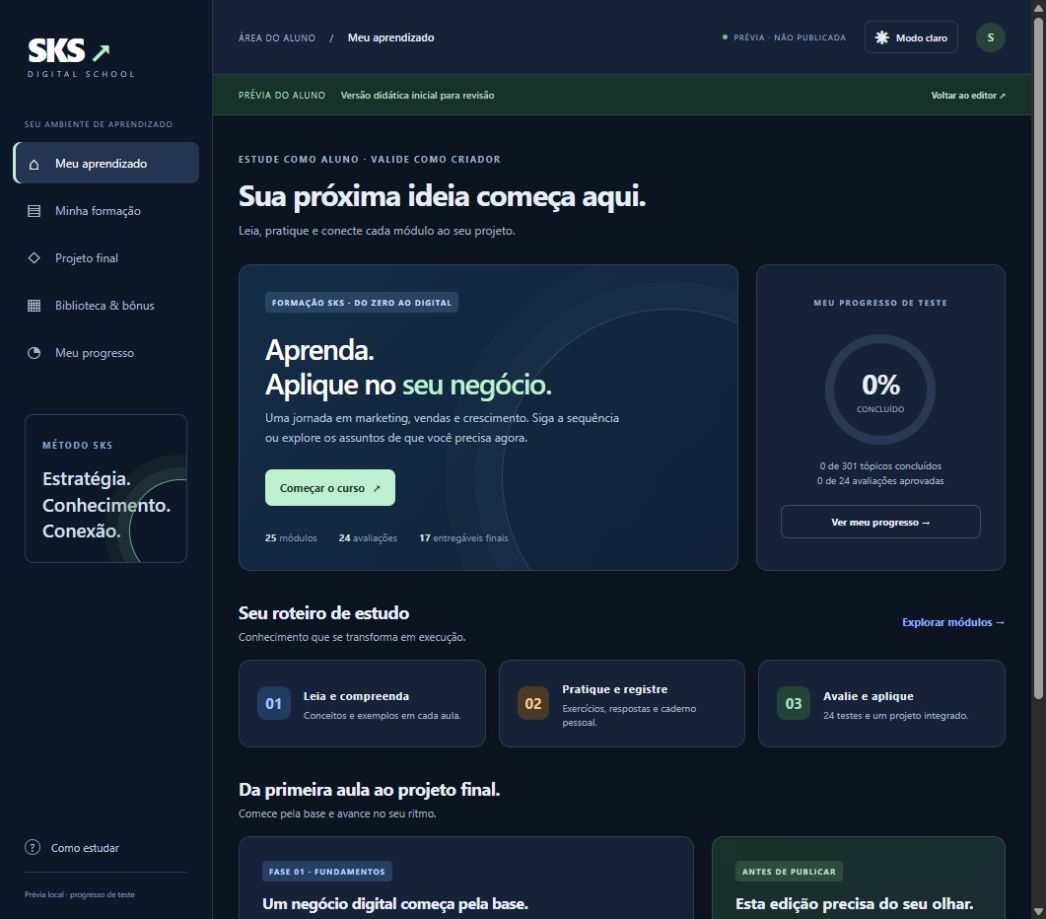 SKS ↗
DIGITAL SCHOOL
SEU AMBIENTE DE APRENDIZADO
Meu aprendizado
Minha formação
Projeto final
Biblioteca & bônus
Meu progresso
MÉTODO SKS
Estratégia.
Conhecimento.
Conexão.
? Como estudar
Prévia local · progresso de teste
ÁREA DO ALUNO / Meu aprendizado
PRÉVIA · NÃO PUBLICADA
Modo claro
S
PRÉVIA DO ALUNO Versão didática inicial para revisão
Voltar ao editor ↗
ESTUDE COMO ALUNO · VALIDE COMO CRIADOR
Sua próxima ideia começa aqui.
Leia, pratique e conecte cada módulo ao seu projeto.
FORMAÇÃO SKS · DO ZERO AO DIGITAL
Aprenda.
Aplique no seu negócio.
Uma jornada em marketing, vendas e crescimento. Siga a sequência
ou explore os assuntos de que você precisa agora.
Começar o curso ↗
25 módulos 24 avaliações 17 entregáveis finais
MEU PROGRESSO DE TESTE
0%
CONCLUÍDO
0 de 301 tópicos concluídos
0 de 24 avaliações aprovadas
Ver meu progresso →
Seu roteiro de estudo
Conhecimento que se transforma em execução.
Explorar módulos →
01
Leia e compreenda
Conceitos e exemplos em cada aula.
02
Pratique e registre
Exercícios, respostas e caderno
pessoal.
03
Avalie e aplique
24 testes e um projeto integrado.
Da primeira aula ao projeto final.
Comece pela base e avance no seu ritmo.
FASE 01 · FUNDAMENTOS
Um negócio digital começa pela base.
ANTES DE PUBLICAR
Esta edição precisa do seu olhar.